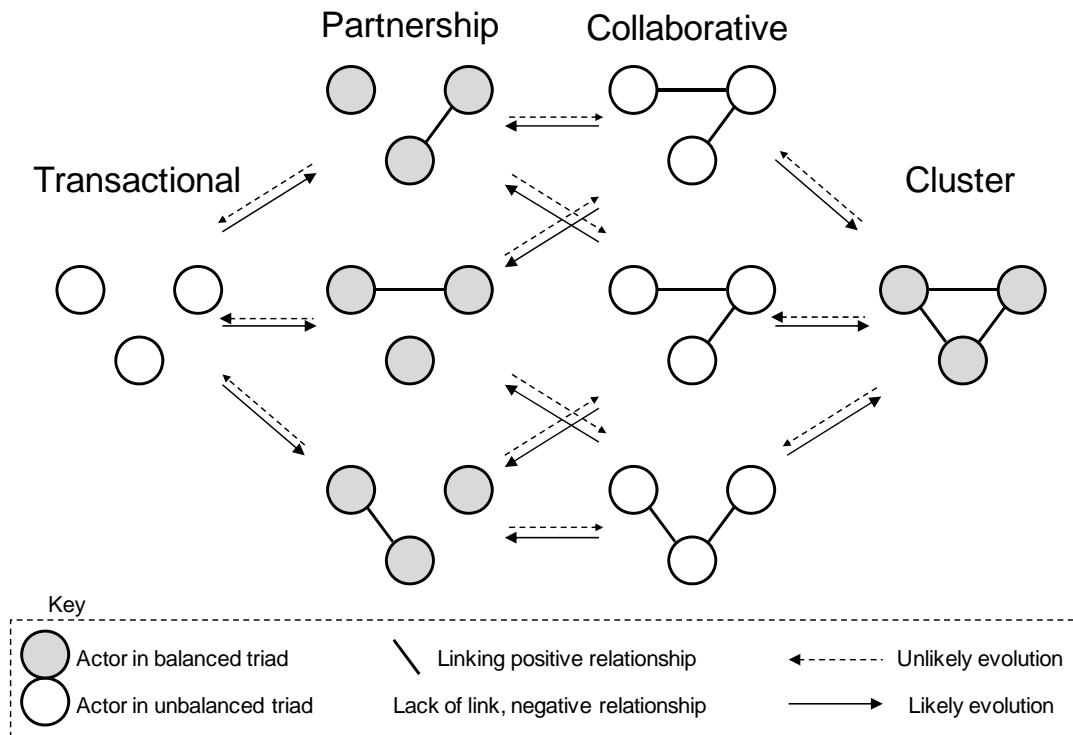 Partnership
Collaborative
Transactional
Cluster
Key
Actor in balanced triad
Linking positive relationship
Unlikely evolution
Actor in unbalanced triad
Lack of link, negative relationship
Likely evolution